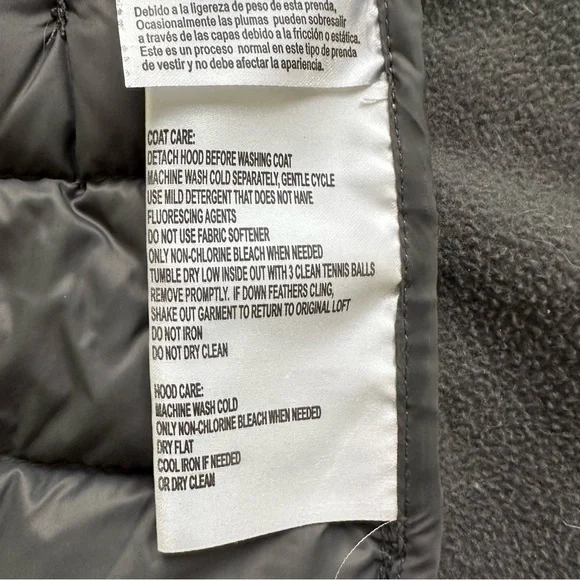 Debido a la ligereza de peso de esta prenda,
Ocasionalmente las plumas pueden sobresalir
a través de las capas debido a la fricción o estática.
Este es un proceso normal en este tipo de prenda
de vestir y no debe afectar la apariencia.
COAT CARE:
DETACH HOOD BEFORE WASHING COAT
MACHINE WASH COLD SEPARATELY, GENTLE CYCLE
USE MILD DETERGENT THAT DOES NOT HAVE
FLUORESCING AGENTS
DO NOT USE FABRIC SOFTENER
ONLY NON-CHLORINE BLEACH WHEN NEEDED
TUMBLE DRY LOW INSIDE OUT WITH 3 CLEAN TENNIS BALLS
REMOVE PROMPTLY. IF DOWN FEATHERS CLING,
SHAKE OUT GARMENT TO RETURN TO ORIGINAL LOFT
DO NOT IRON
DO NOT DRY CLEAN
HOOD CARE:
MACHINE WASH COLD
ONLY NON-CHLORINE BLEACH WHEN NEEDED
DRY FLAT
COOL IRON IF NEEDED
OR DRY CLEAN